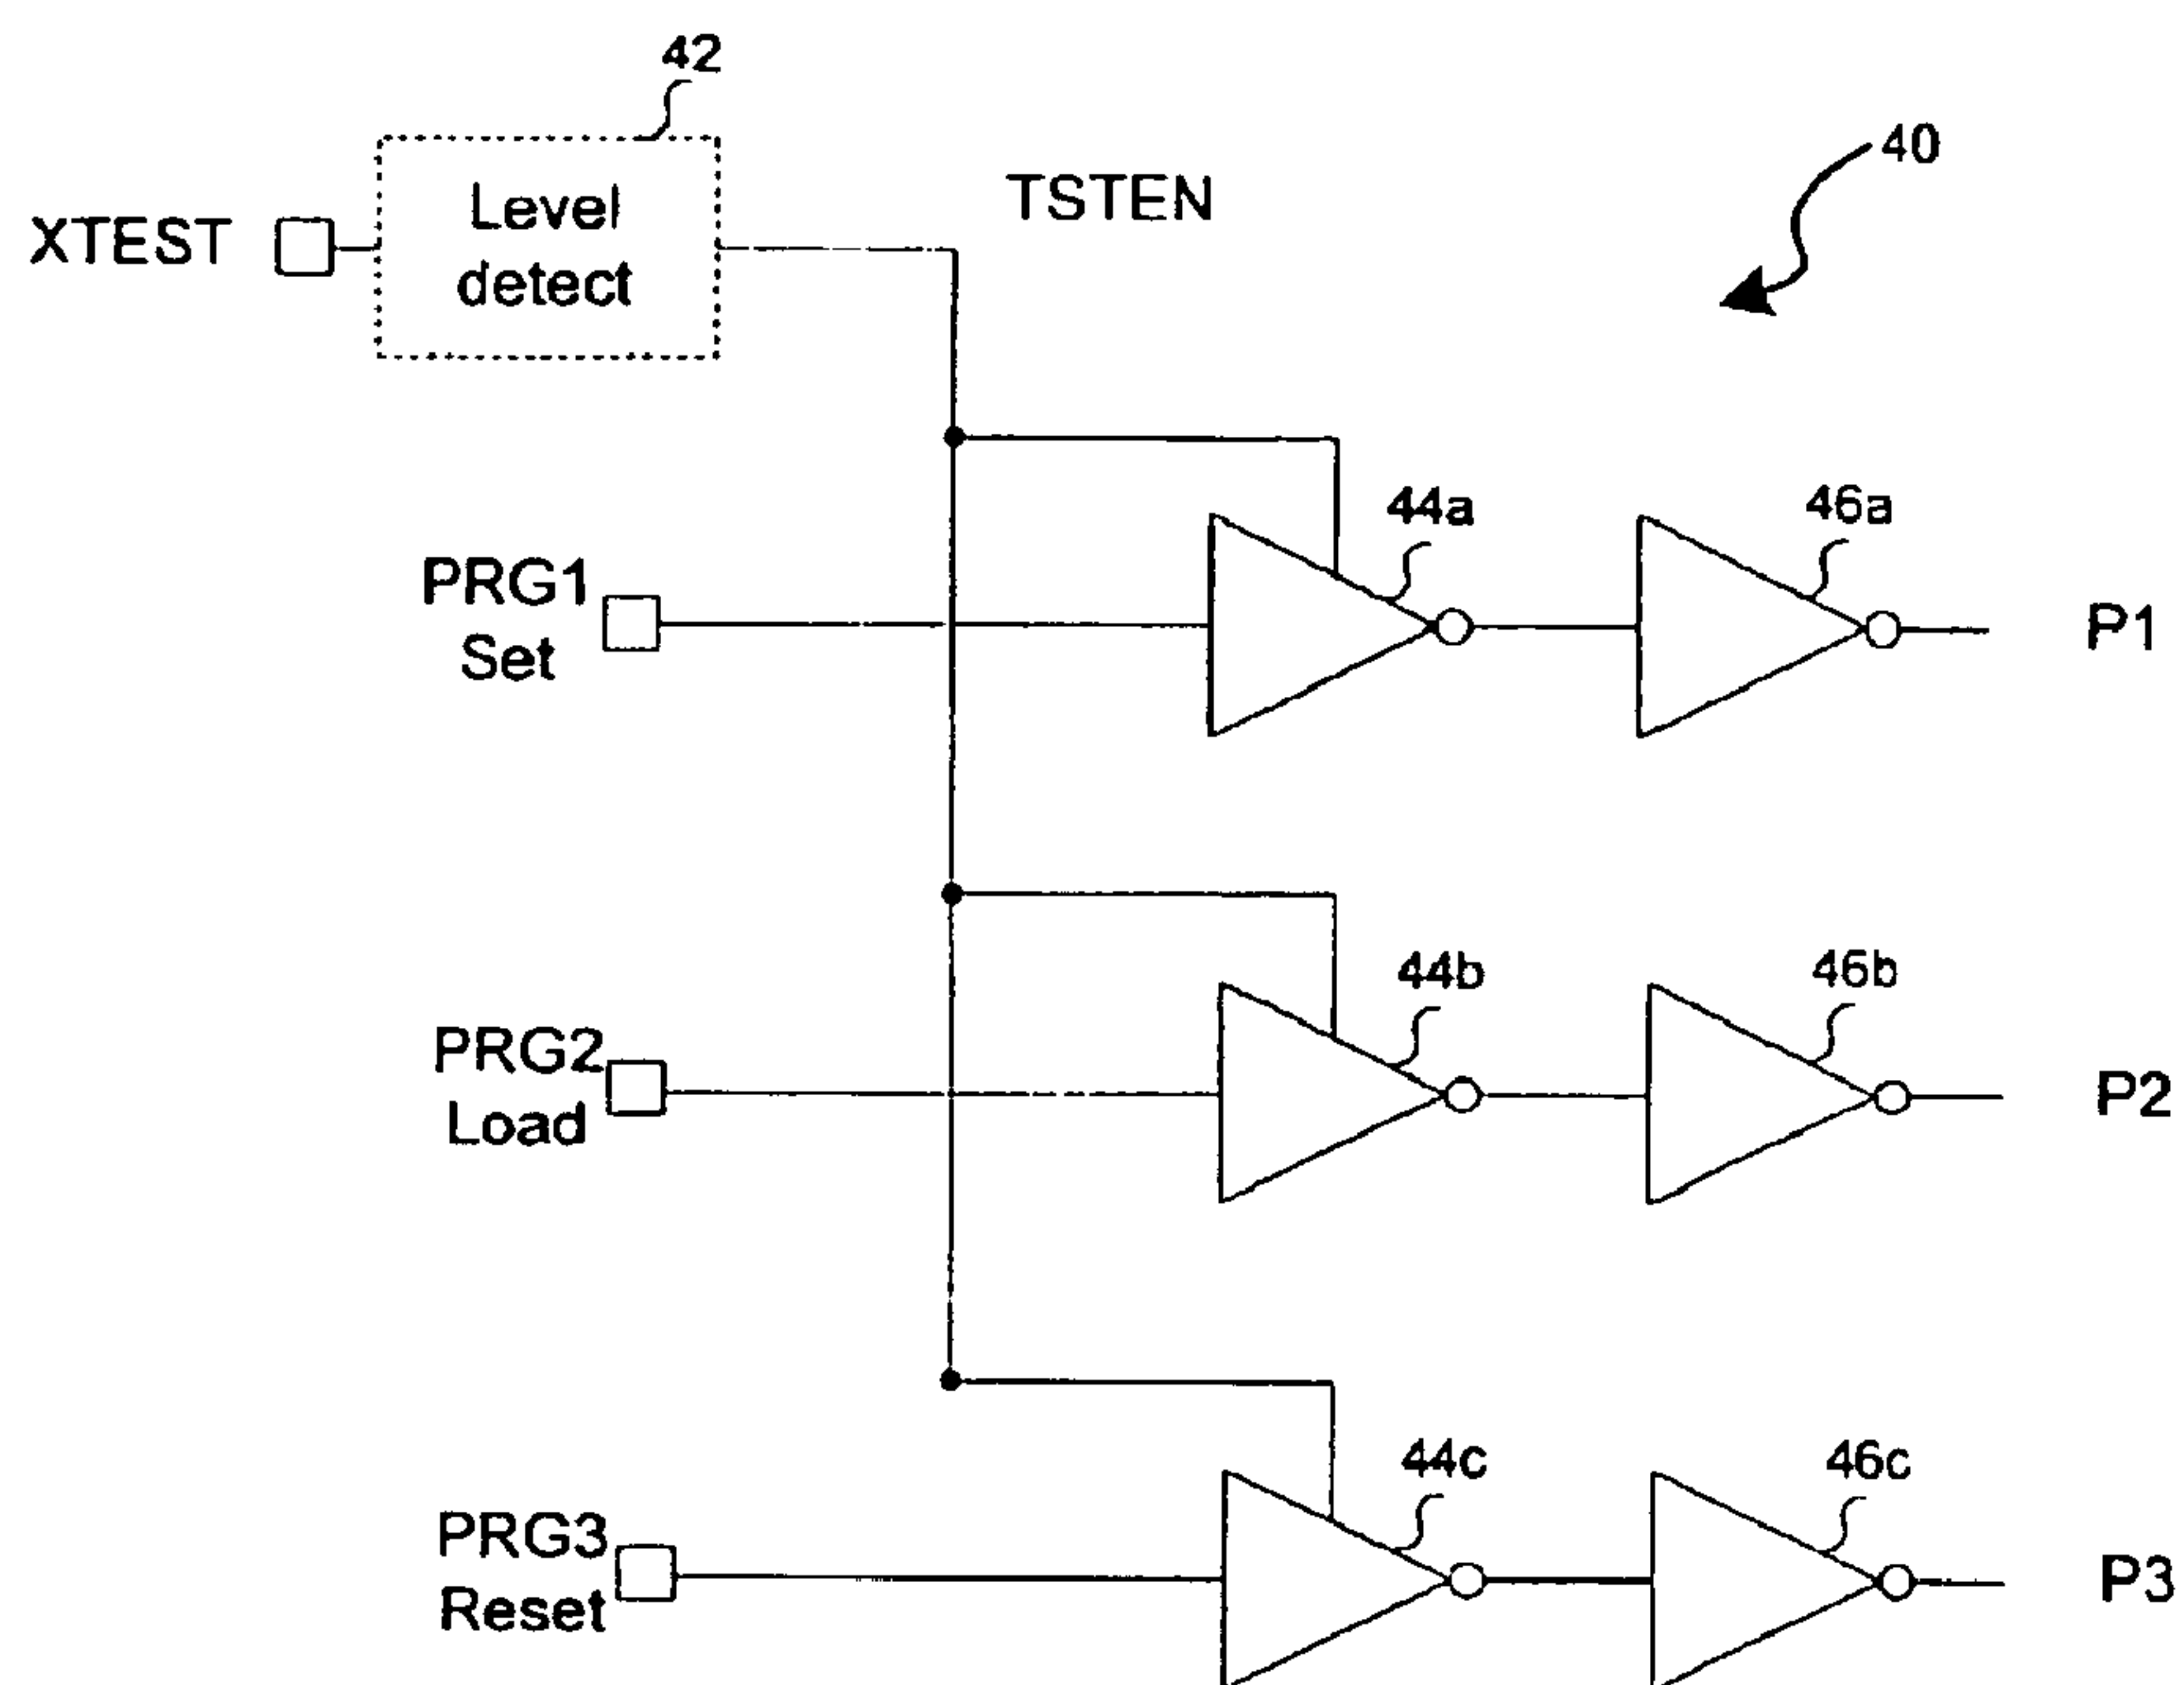 42
40
TSTEN
XTEST
Level
detect
44a
46a
PRG1
Set
P1
44b
46b
PRG2
Load
P2
44c
46c
PRG3
Reset
P3